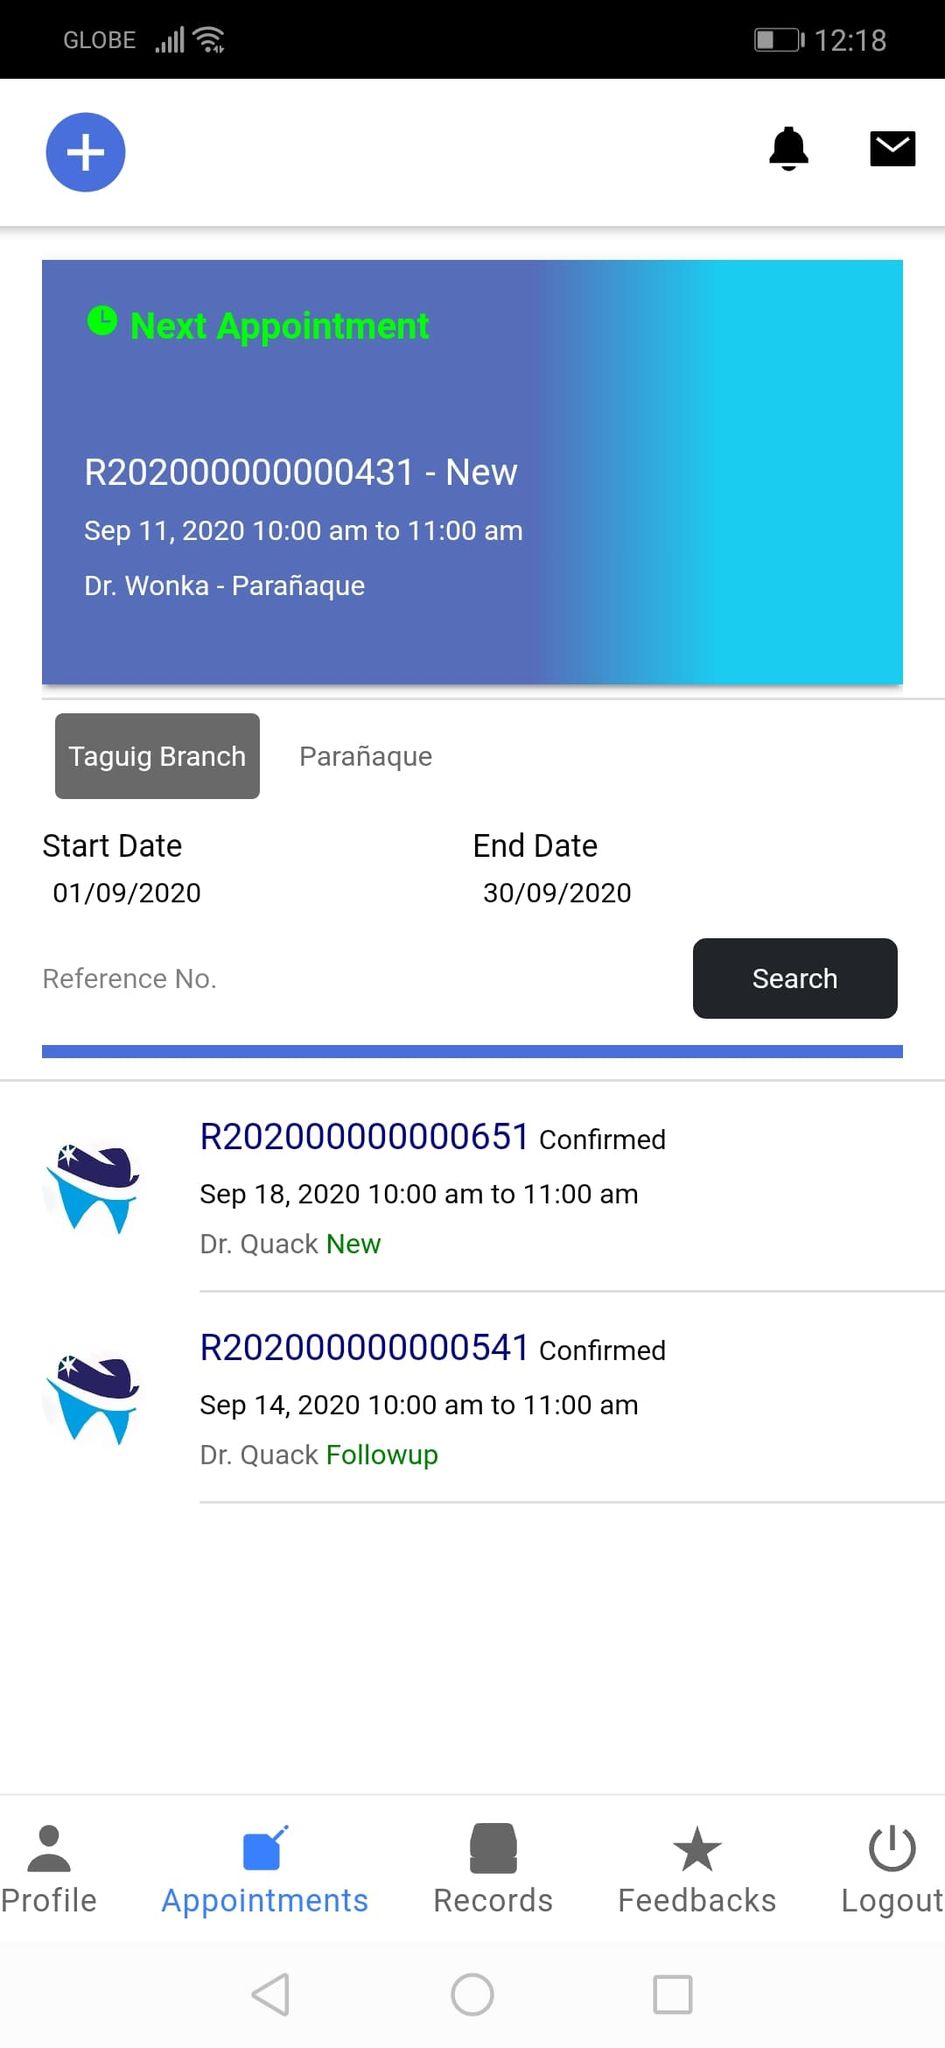 GLOBE 12:18
Next Appointment
R202000000000431 - New
Sep 11, 2020 10:00 am to 11:00 am
Dr. Wonka - Parañaque
Taguig Branch Parañaque
Start Date End Date
01/09/2020 30/09/2020
Reference No. Search
R202000000000651 Confirmed
Sep 18, 2020 10:00 am to 11:00 am
Dr. Quack New
R202000000000541 Confirmed
Sep 14, 2020 10:00 am to 11:00 am
Dr. Quack Followup
Profile Appointments Records Feedbacks Logout